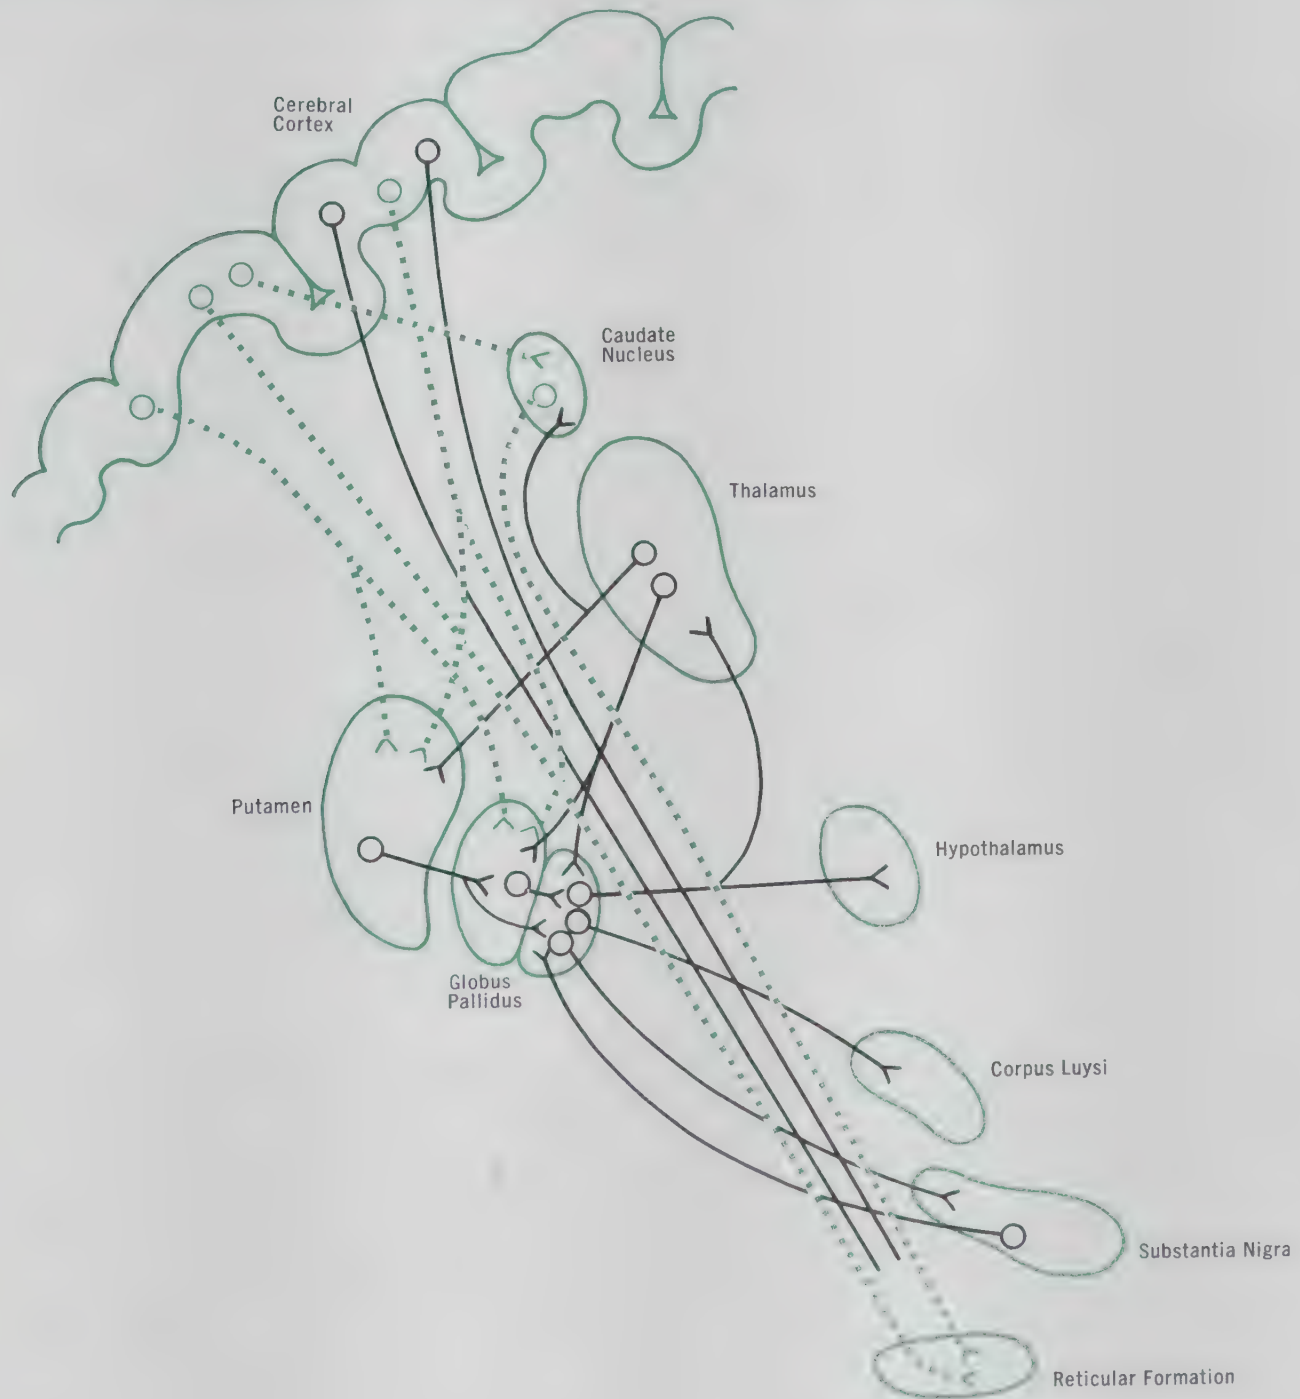 Cerebral
Cortex
Caudate
Nucleus
Thalamus
Putamen
Hypothalamus
Globus
Pallidus
Corpus Luysi
Substantia Nigra
Reticular Formation